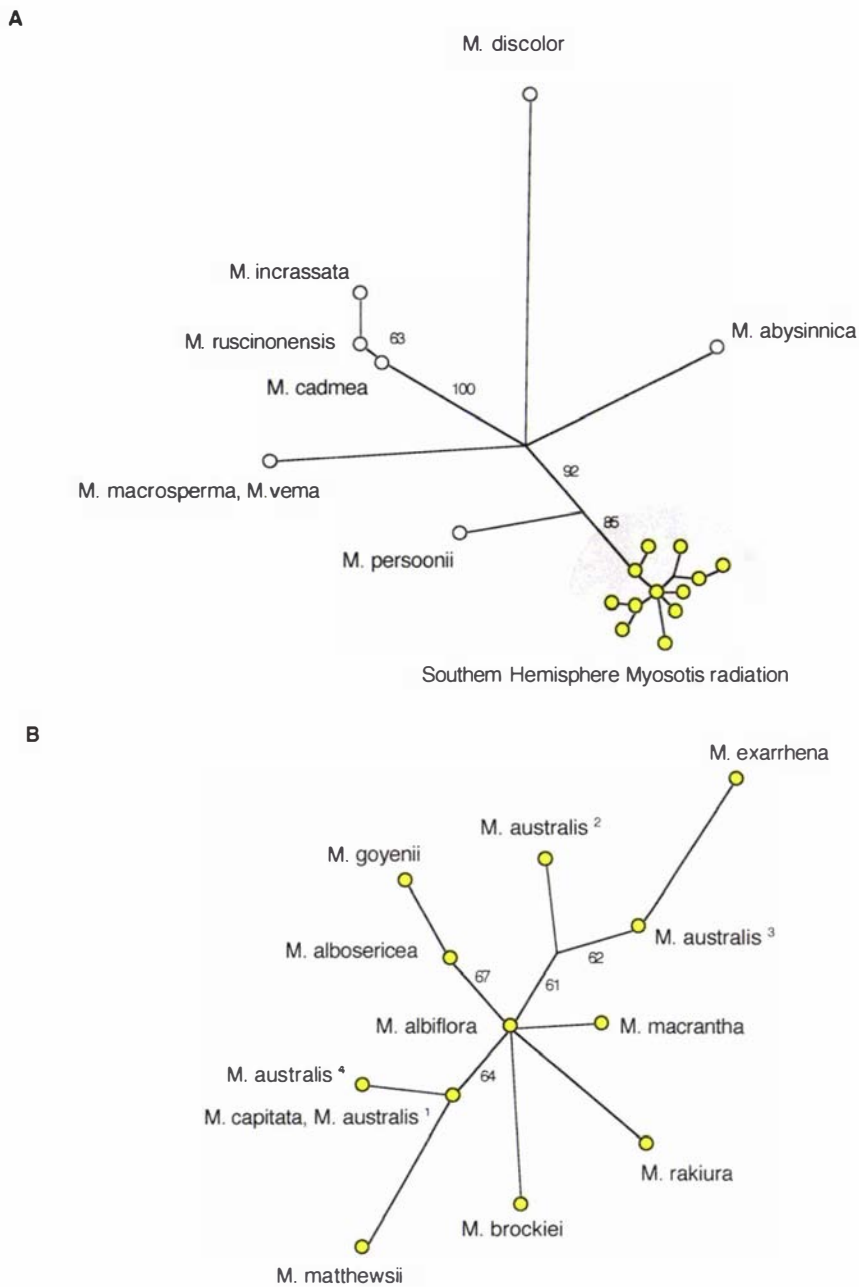 A
M. discolor
M. incrassata
M. ruscinonensis
63
M. abysinnica
M. cadmea
100
92
M. macrosperma, M.vema
85
M. persoonii
Southem Hemisphere Myosotis radiation
B
M. exarrhena
M. australis 2
M. goyenii
M. australis 3
M. albosericea
62
67
61
M. albiflora
M. macrantha
M. australis 4
64
M. capitata, M. australis 1
M. rakiura
M. brockiei
M. matthewsii